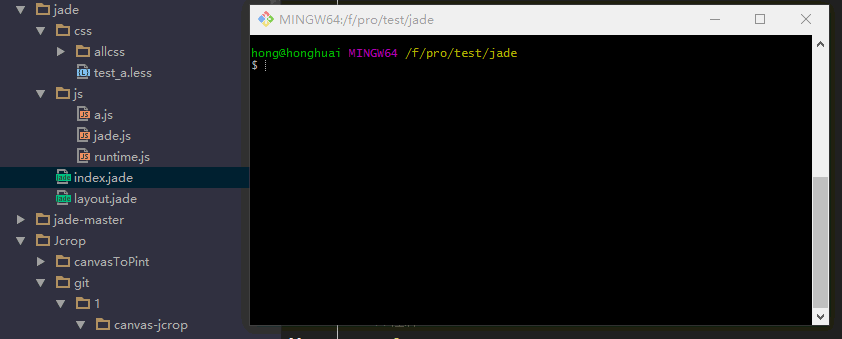 jade
css
allcss
test_a.less
js
a.js
jade.js
runtime.js
index.jade
layout.jade
jade-master
Jcrop
canvasToPint
git
1
canvas-jcrop
MINGW64:/f/pro/test/jade
hong@honghuai MINGW64 /f/pro/test/jade
$